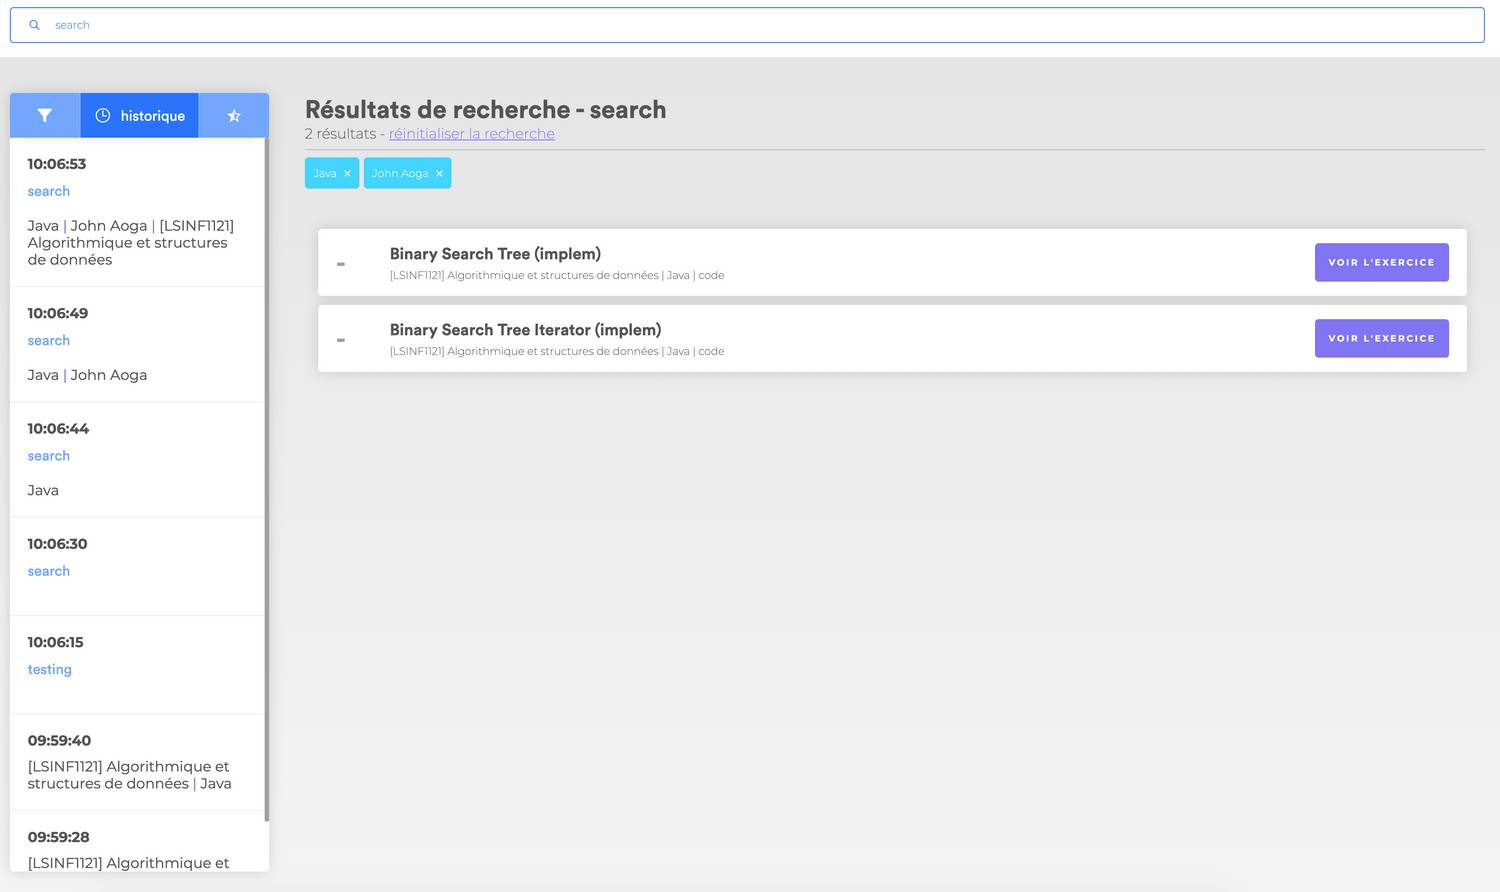 search
historique
10:06:53
search
Java | John Aoga | [LSINF1121]
Algorithmique et structures
de données
10:06:49
search
Java | John Aoga
10:06:44
search
Java
10:06:30
search
10:06:15
testing
09:59:40
[LSINF1121] Algorithmique et
structures de données | Java
09:59:28
[LSINF1121] Algorithmique et
Résultats de recherche - search
2 résultats - réinitialiser la recherche
Java ×
John Aoga ×
-
Binary Search Tree (implem)
[LSINF1121] Algorithmique et structures de données | Java | code
VOIR L'EXERCICE
-
Binary Search Tree Iterator (implem)
[LSINF1121] Algorithmique et structures de données | Java | code
VOIR L'EXERCICE